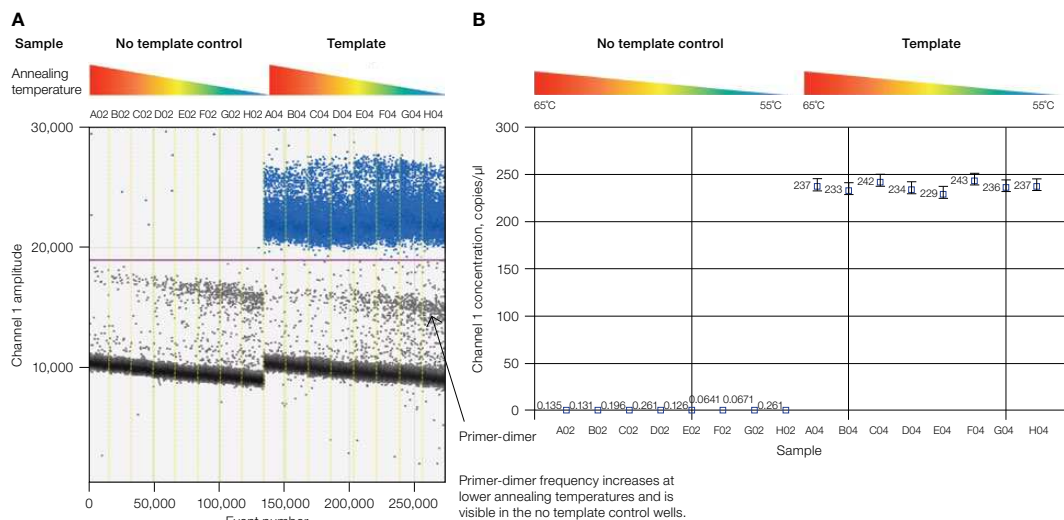 A
Sample
No template control
Template
Annealing
temperature
A02 B02 C02 D02 E02 F02 G02 H02 A04 B04 C04 D04 E04 F04 G04 H04
30,000
20,000
10,000
Channel 1 amplitude
0 50,000 100,000 150,000 200,000 250,000
Event number
Primer-dimer
Primer-dimer frequency increases at
lower annealing temperatures and is
visible in the no template control wells.
B
No template control
Template
65°C 55°C 65°C 55°C
300
250
200
150
100
50
0
Channel 1 concentration, copies/µl
0.135 0.131 0.196 0.261 0.126 0.0641 0.0671 0.261
237 233 242 234 229 243 236 237
A02 B02 C02 D02 E02 F02 G02 H02 A04 B04 C04 D04 E04 F04 G04 H04
Sample